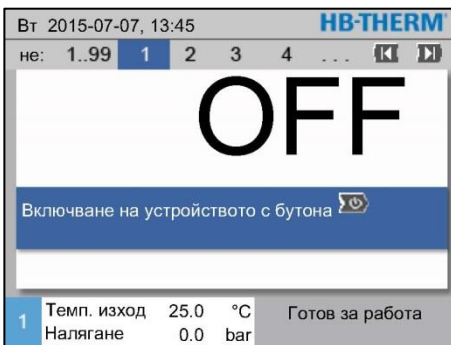 Вт 2015-07-07, 13:45 HB-THERM
не: 1..99 1 2 3 4 ...
OFF
Включване на устройството с бутона
1 Темп. изход 25.0 °C Готов за работа
Налягане 0.0 bar